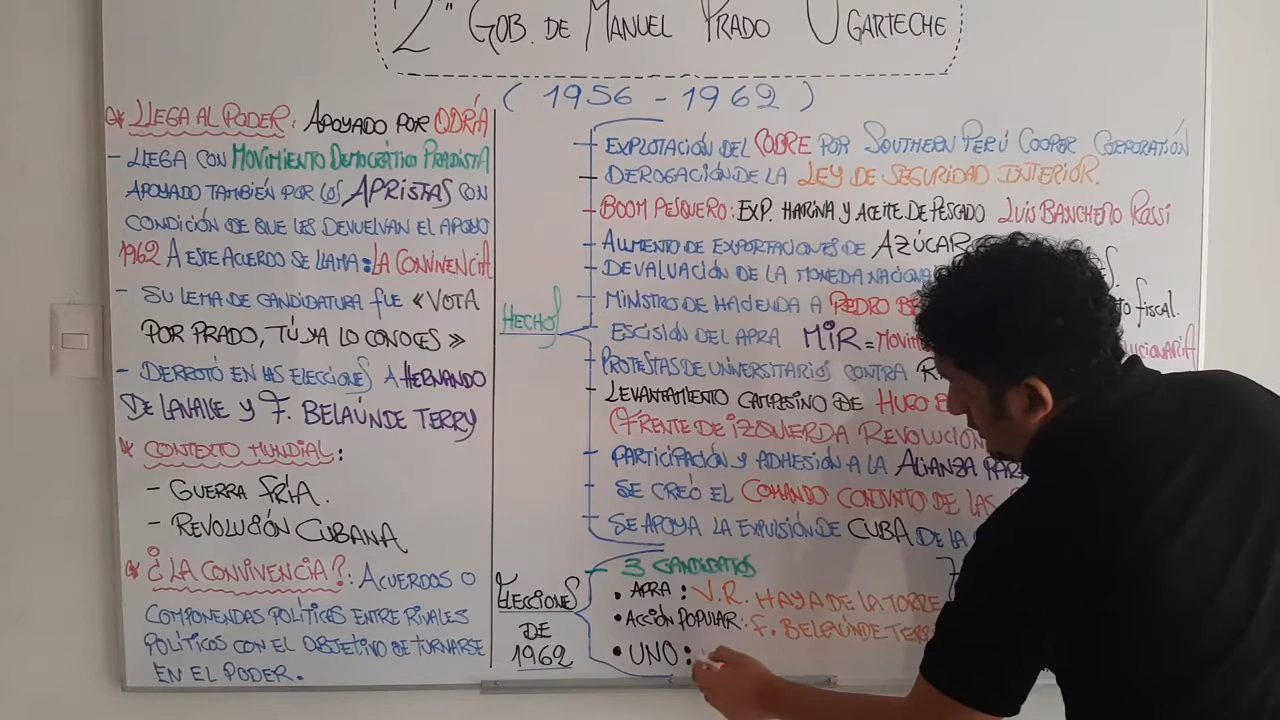 2° GOB. DE MANUEL PRADO UGARTECHE
( 1956 - 1962 )
* LLEGA AL PODER: APOYADO POR ODRÍA
- LLEGA CON MOVIMIENTO DEMOCRÁTICO PRADISTA
APOYADO TAMBIÉN POR LOS APRISTAS CON
CONDICIÓN DE QUE LES DEVUELVAN EL APOYO
1962 A ESTE ACUERDO SE LLAMA: LA CONVIVENCIA
- SU LEMA DE CANDIDATURA FUE «VOTA
POR PRADO, TÚ YA LO CONOCES»
- DERROTÓ EN LAS ELECCIONES A HERNANDO
DE LAVALLE Y F. BELAÚNDE TERRY
* CONTEXTO MUNDIAL:
- GUERRA FRÍA.
- REVOLUCIÓN CUBANA
* ¿LA CONVIVENCIA?: ACUERDOS O
COMPONENDAS POLÍTICAS ENTRE RIVALES
POLÍTICOS CON EL OBJETIVO DE TURNARSE
EN EL PODER.
HECHOS
- EXPLOTACIÓN DEL COBRE POR SOUTHERN PERÚ COOPER CORPORATIÓN
- DEROGACIÓN DE LA LEY DE SEGURIDAD INTERIOR.
- BOOM PESQUERO: EXP. HARINA Y ACEITE DE PESCADO LUIS BANCHERO ROSSI
- AUMENTO DE EXPORTACIONES DE AZÚCAR
- DEVALUACIÓN DE LA MONEDA
- MINISTRO DE HACIENDA A PEDRO fiscal.
ESCISIÓN DEL APRA MIR =
- PROTESTAS DE UNIVERSITARIOS CONTRA
- LEVANTAMIENTO CAMPESINO DE HUGO
(FRENTE DE IZQUIERDA
- PARTICIPACIÓN Y ADHESIÓN A LA ALIANZA
- SE CREÓ EL COMANDO CONJUNTO DE LAS
- SE APOYA LA EXPULSIÓN DE CUBA DE LA
ELECCIONES
DE
1962
- 3 CANDIDATOS
• APRA: V.R. HAYA DE LA TORRE
• ACCIÓN POPULAR: F. BELAÚNDE
• UNO: